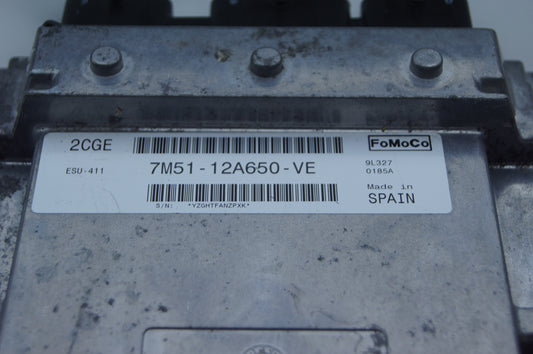 2CGE
FoMoCo
ESU-411
7M51-12A650-VE
9L327
0185A
Made in
SPAIN
S/N: *YZGHTFANZPXK*